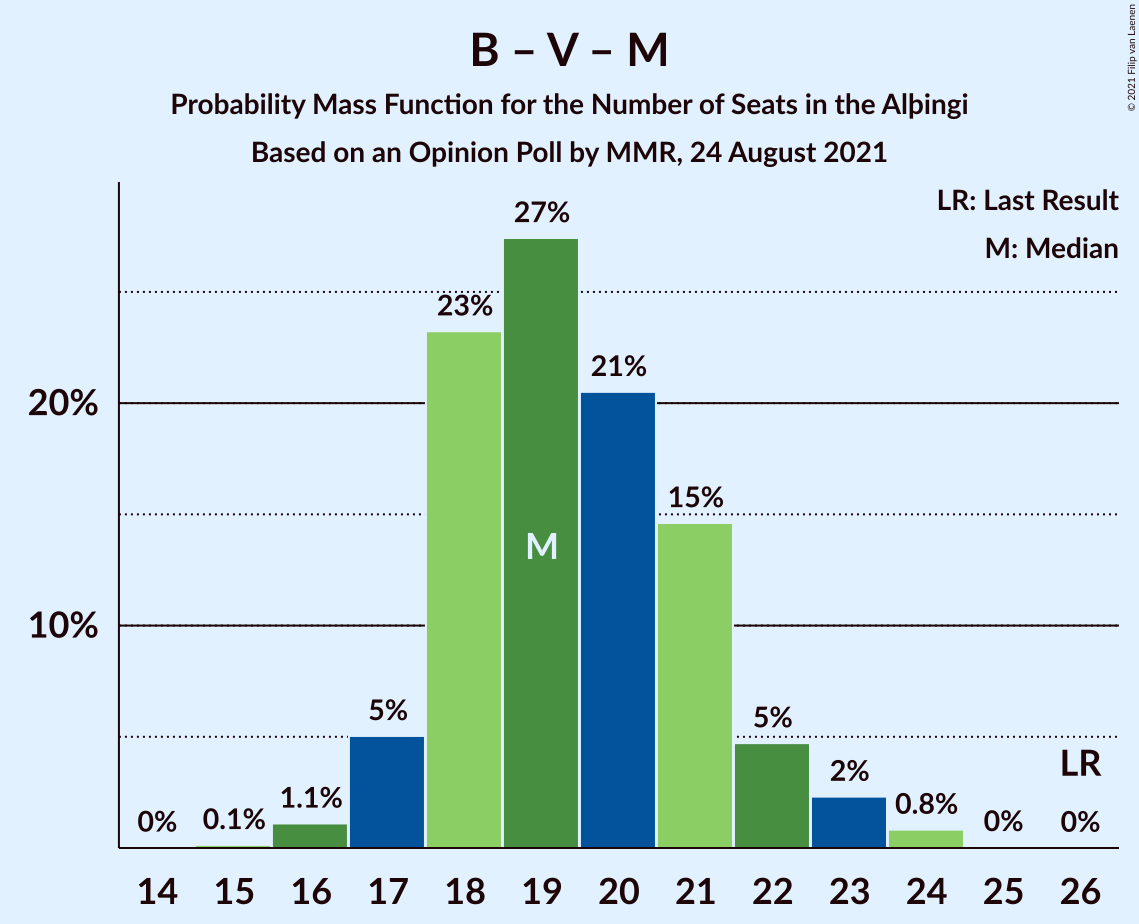 B – V – M
Probability Mass Function for the Number of Seats in the Alþingi
Based on an Opinion Poll by MMR, 24 August 2021
© 2021 Filip van Laenen
LR: Last Result
M: Median
27%
23%
21%
20%
15%
M
10%
5%
5%
LR
2%
1.1%
0.8%
0%
0.1%
0%
0%
14 15 16 17 18 19 20 21 22 23 24 25 26